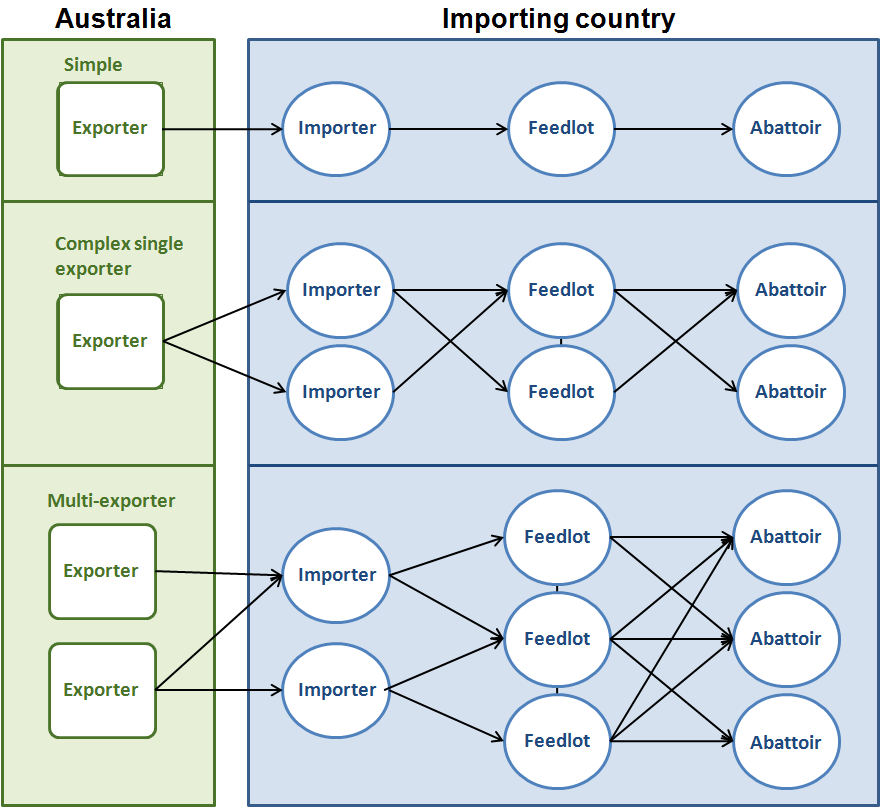 Australia
Importing country
Simple
Exporter
Importer
Feedlot
Abattoir
Complex single
exporter
Exporter
Importer
Feedlot
Abattoir
Importer
Feedlot
Abattoir
Multi-exporter
Exporter
Importer
Feedlot
Abattoir
Feedlot
Abattoir
Exporter
Importer
Feedlot
Abattoir